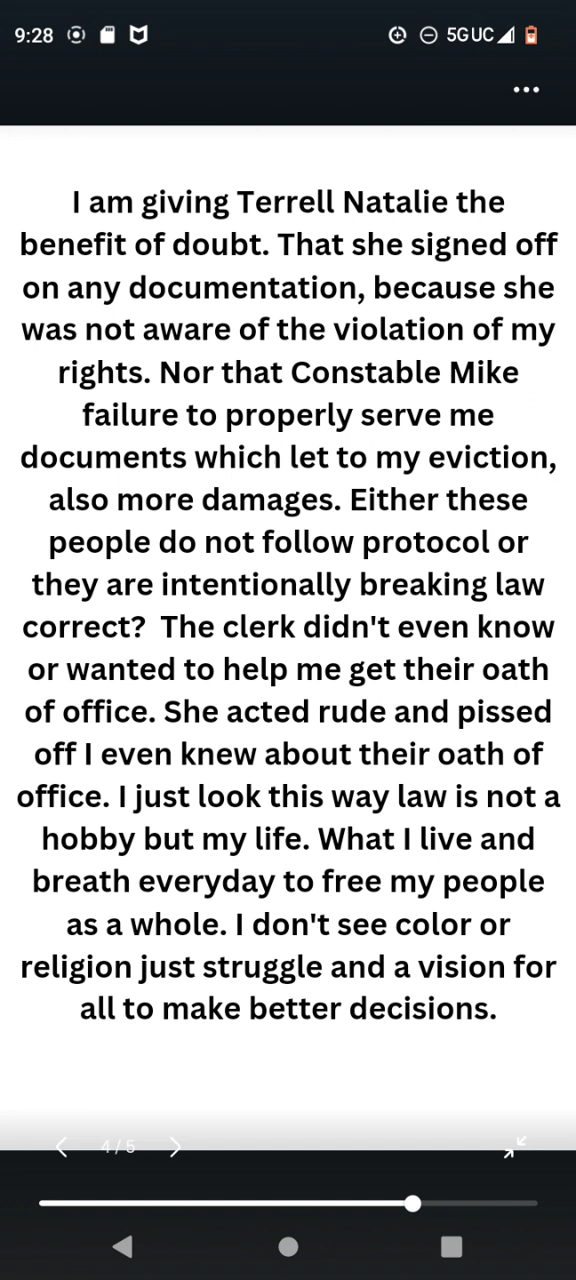 9:28 5GUC
I am giving Terrell Natalie the
benefit of doubt. That she signed off
on any documentation, because she
was not aware of the violation of my
rights. Nor that Constable Mike
failure to properly serve me
documents which let to my eviction,
also more damages. Either these
people do not follow protocol or
they are intentionally breaking law
correct?  The clerk didn't even know
or wanted to help me get their oath
of office. She acted rude and pissed
off I even knew about their oath of
office. I just look this way law is not a
hobby but my life. What I live and
breath everyday to free my people
as a whole. I don't see color or
religion just struggle and a vision for
all to make better decisions.
4/5